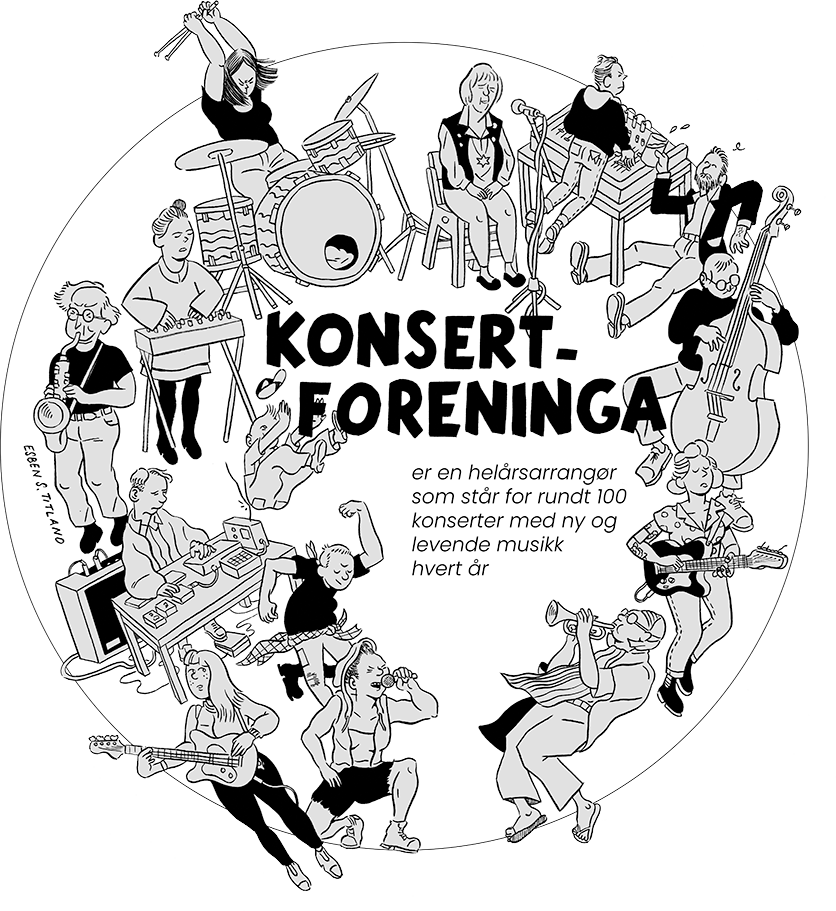 KONSERT-
FORENINGA
er en helårsarrangør
som står for rundt 100
konserter med ny og
levende musikk
hvert år
ESBEN S. TITLAND